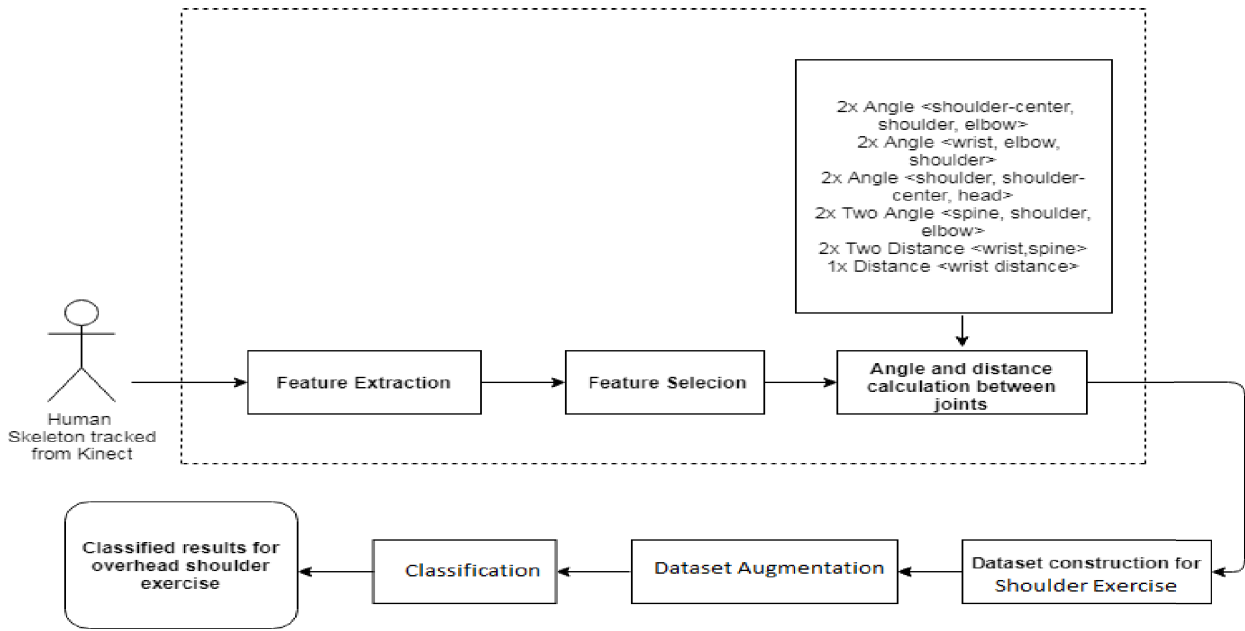 2x Angle <shoulder-center,
shoulder, elbow>
2x Angle <wrist, elbow,
shoulder>
2x Angle <shoulder, shoulder-
center, head>
2x Two Angle <spine, shoulder,
elbow>
2x Two Distance <wrist,spine>
1x Distance <wrist distance>
Human
Skeleton tracked
from Kinect
Feature Extraction
Feature Selecion
Angle and distance
calculation between
joints
Dataset construction for
Shoulder Exercise
Dataset Augmentation
Classification
Classified results for
overhead shoulder
exercise